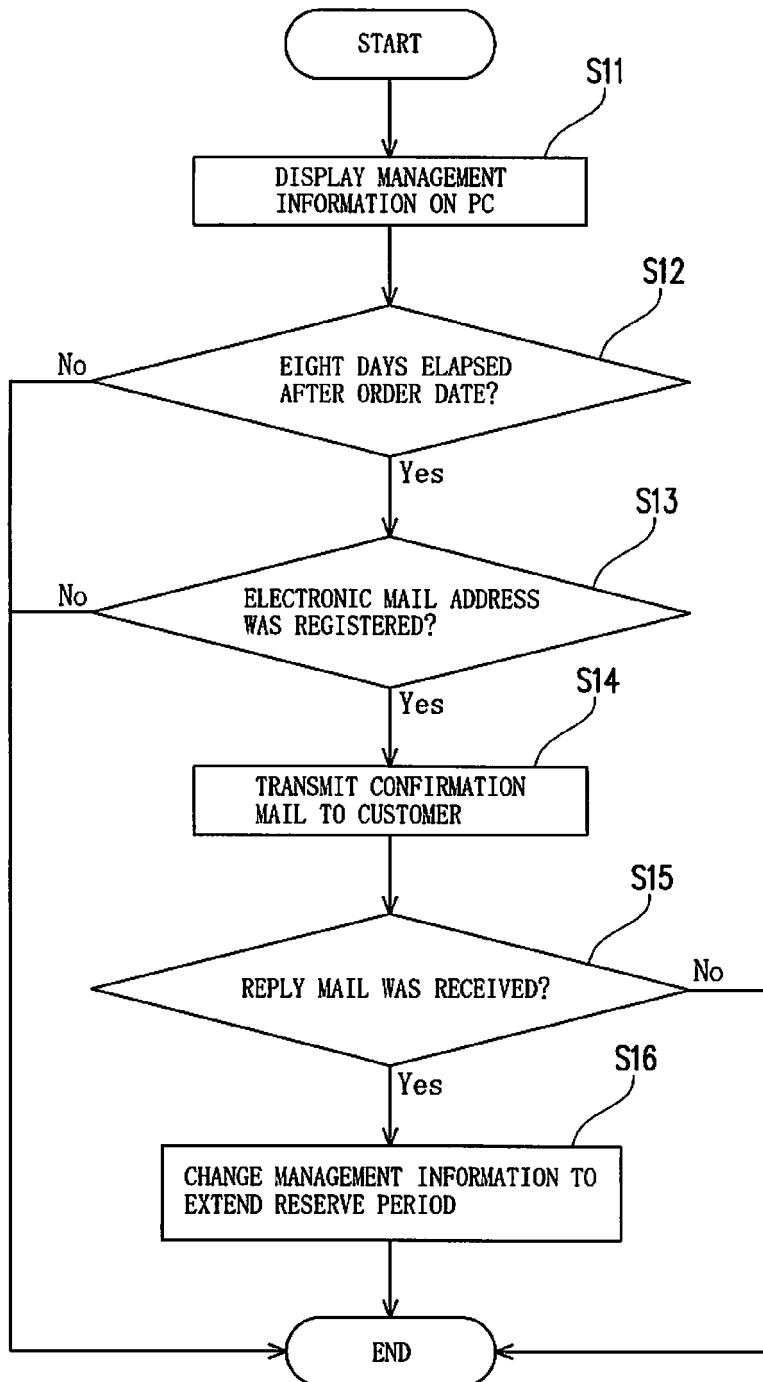 START
S11
DISPLAY MANAGEMENT
INFORMATION ON PC
S12
No
EIGHT DAYS ELAPSED
AFTER ORDER DATE?
Yes
S13
No
ELECTRONIC MAIL ADDRESS
WAS REGISTERED?
Yes
S14
TRANSMIT CONFIRMATION
MAIL TO CUSTOMER
S15
REPLY MAIL WAS RECEIVED?
No
Yes
S16
CHANGE MANAGEMENT INFORMATION TO
EXTEND RESERVE PERIOD
END